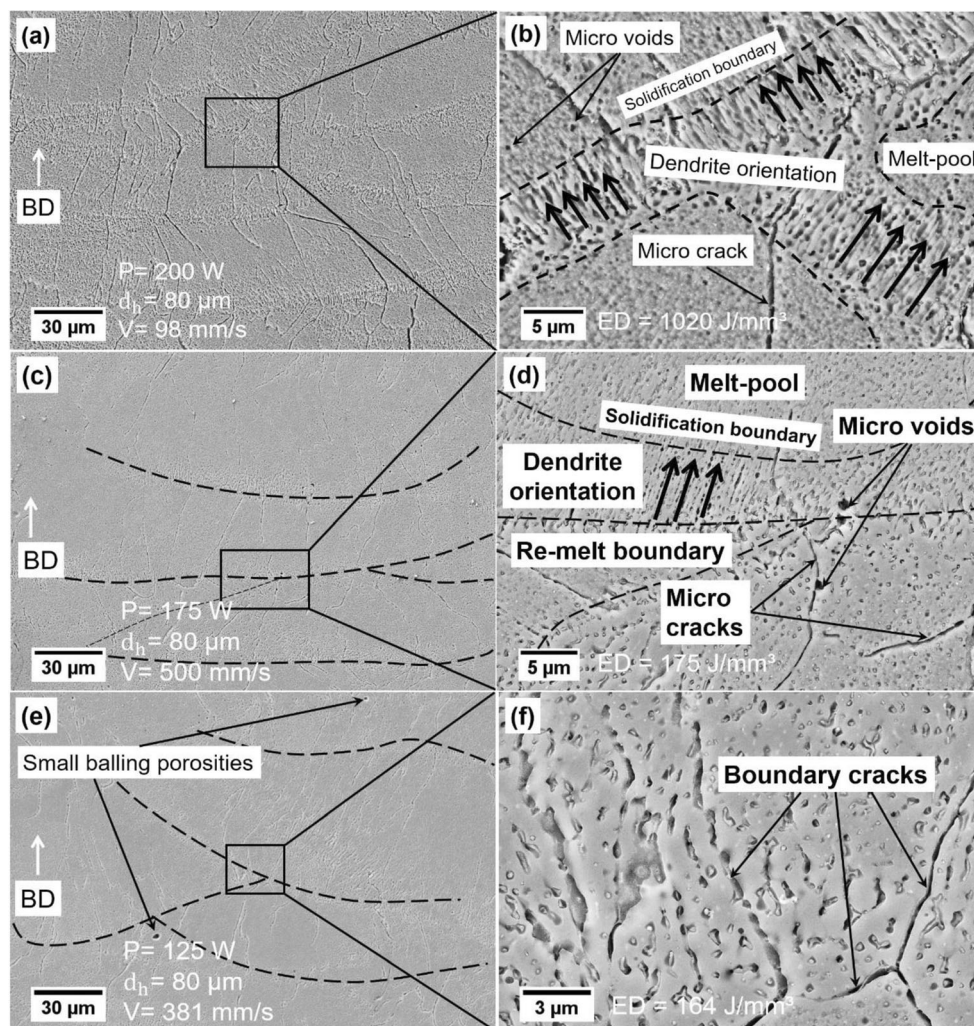 (a)
BD
P= 200 W
dₕ= 80 µm
V= 98 mm/s
30 µm
(b)
Micro voids
Solidification boundary
Dendrite orientation
Melt-pool
Micro crack
5 µm
ED = 1020 J/mm³
(c)
BD
P= 175 W
dₕ= 80 µm
V= 500 mm/s
30 µm
(d)
Melt-pool
Solidification boundary
Micro voids
Dendrite
orientation
Re-melt boundary
Micro
cracks
5 µm
ED = 175 J/mm³
(e)
Small balling porosities
BD
P= 125 W
dₕ= 80 µm
V= 381 mm/s
30 µm
(f)
Boundary cracks
3 µm
ED = 164 J/mm³